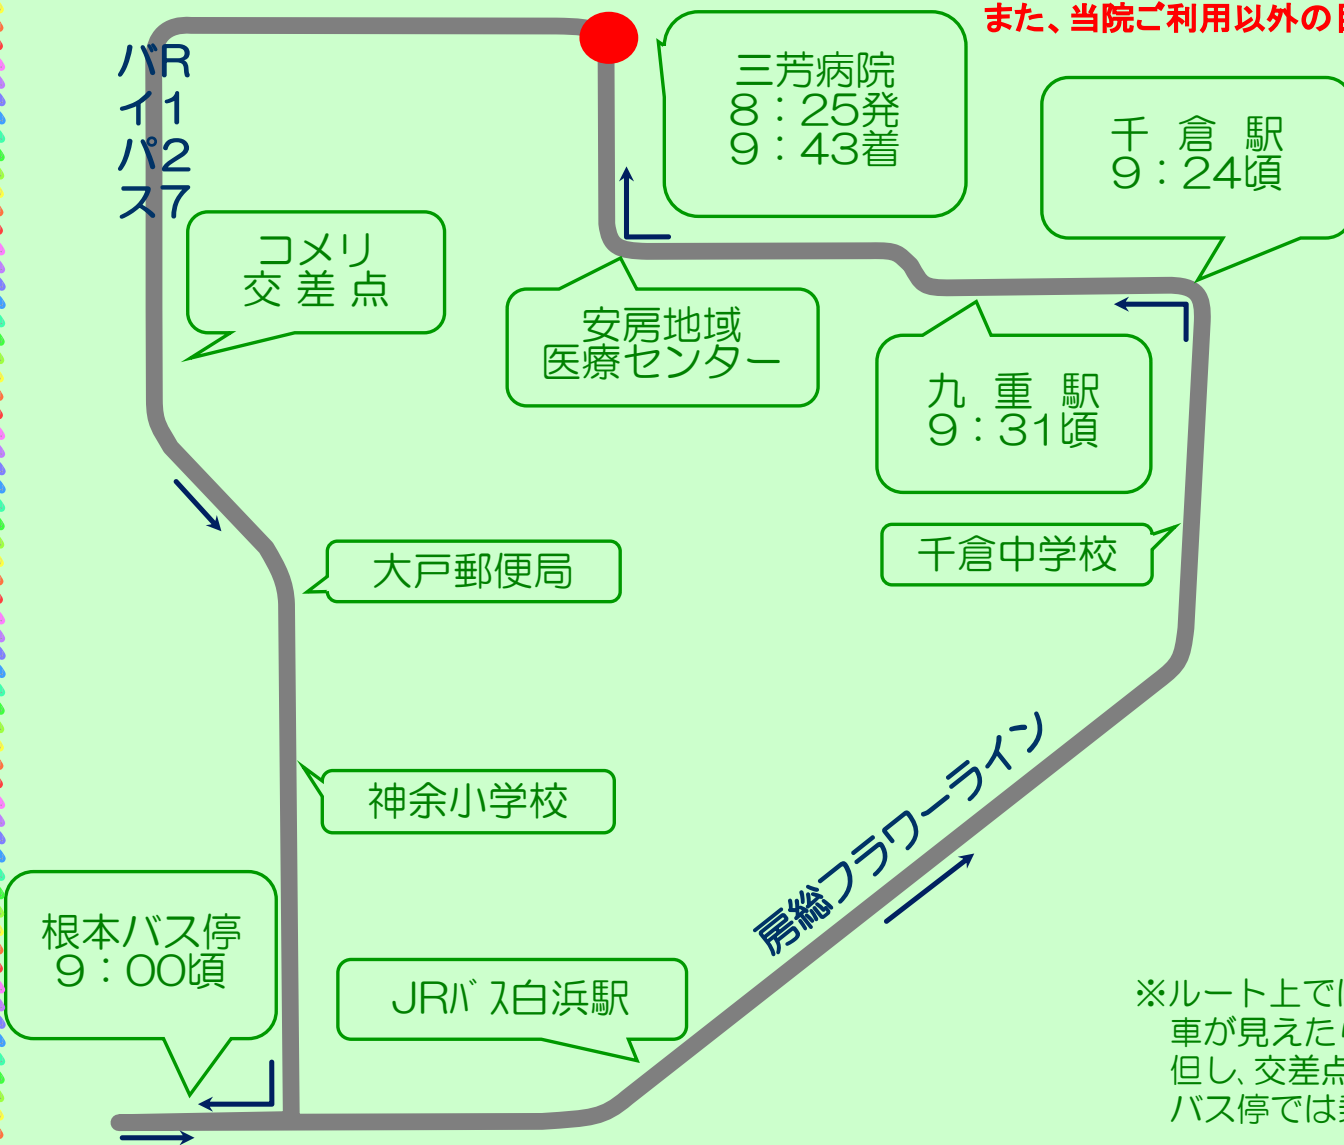 また、当院ご利用以外の
三芳病院
8：25発
9：43着
千倉駅
9：24頃
R127
バイパス
コメリ
交差点
安房地域
医療センター
九重駅
9：31頃
千倉中学校
大戸郵便局
神余小学校
房総フラワーライン
根本バス停
9：00頃
JRバス白浜駅
※ルート上では
車が見えたら
但し、交差点
バス停では